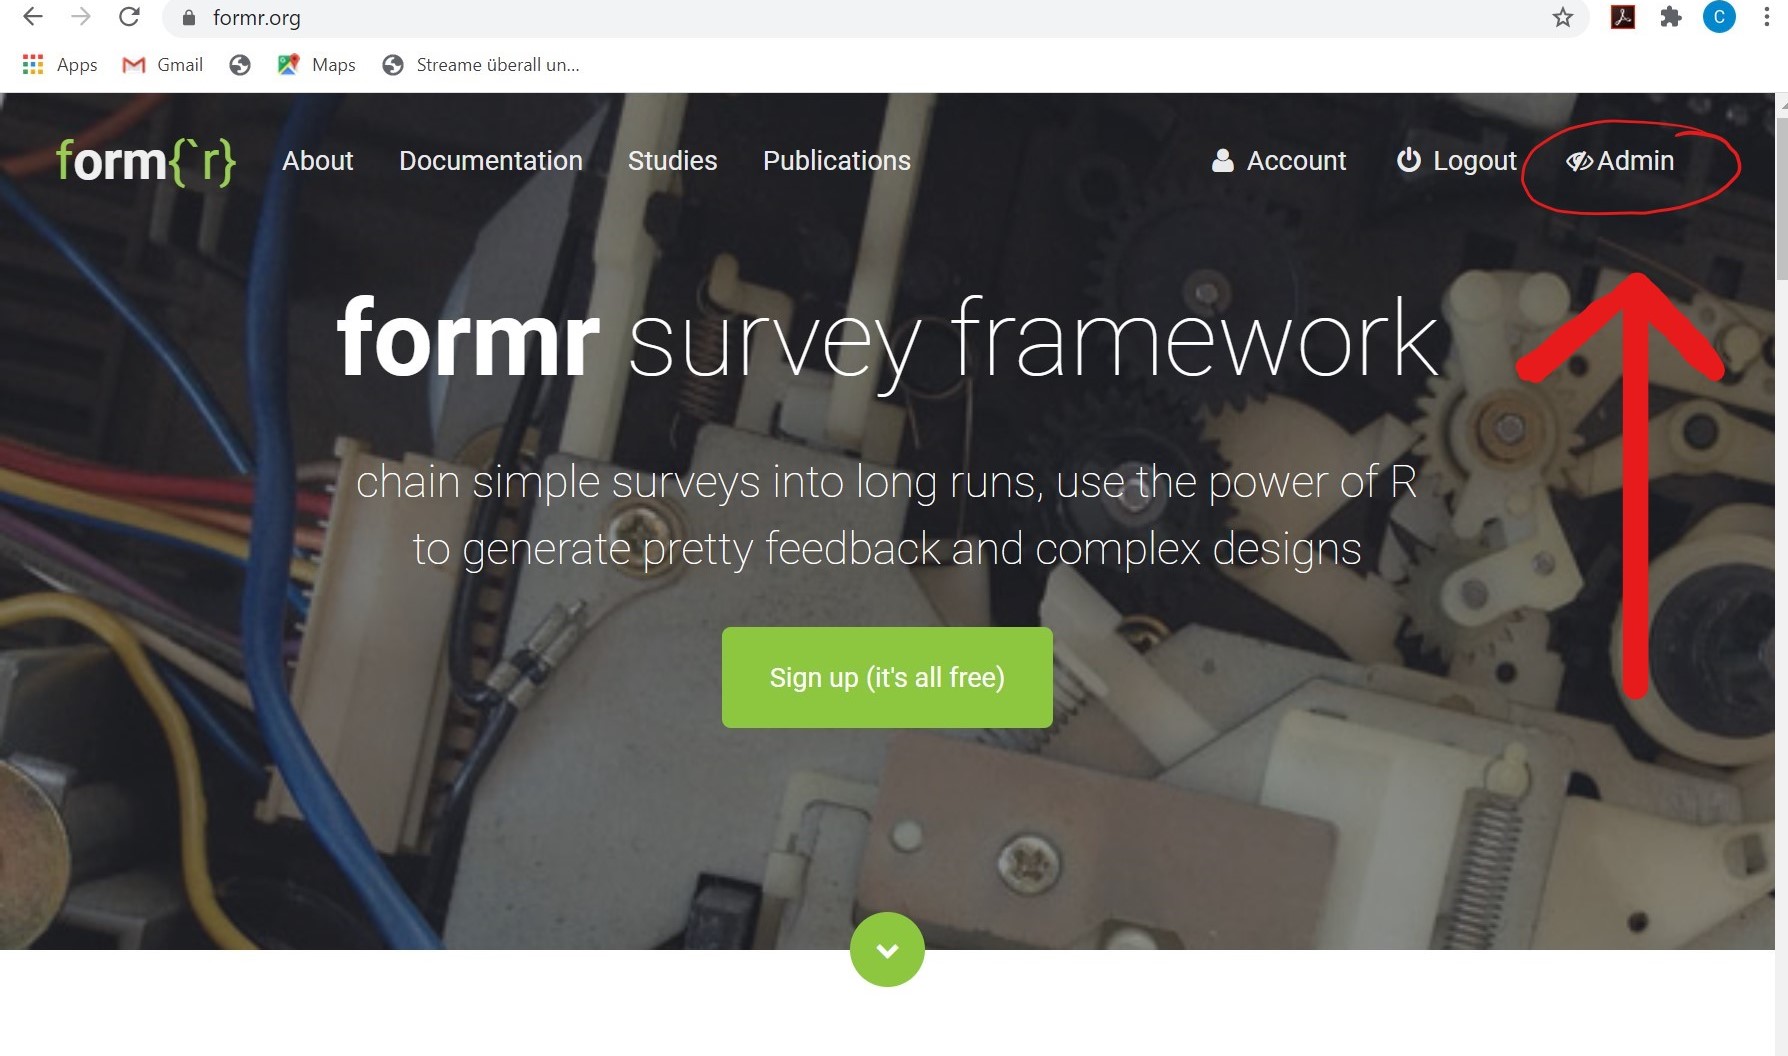 formr.org
Apps Gmail Maps Streame überall un...
form{`r} About Documentation Studies Publications Account Logout Admin
C
formr survey framework
chain simple surveys into long runs, use the power of R
to generate pretty feedback and complex designs
Sign up (it's all free)